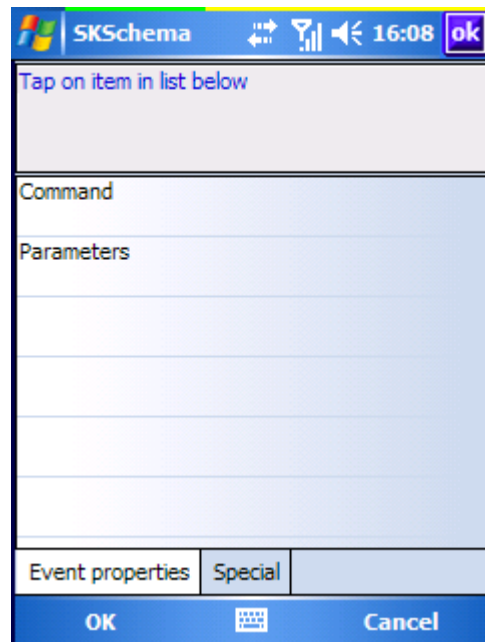 SKSchema 16:08 ok
Tap on item in list below
Command
Parameters
Event properties Special
OK Cancel